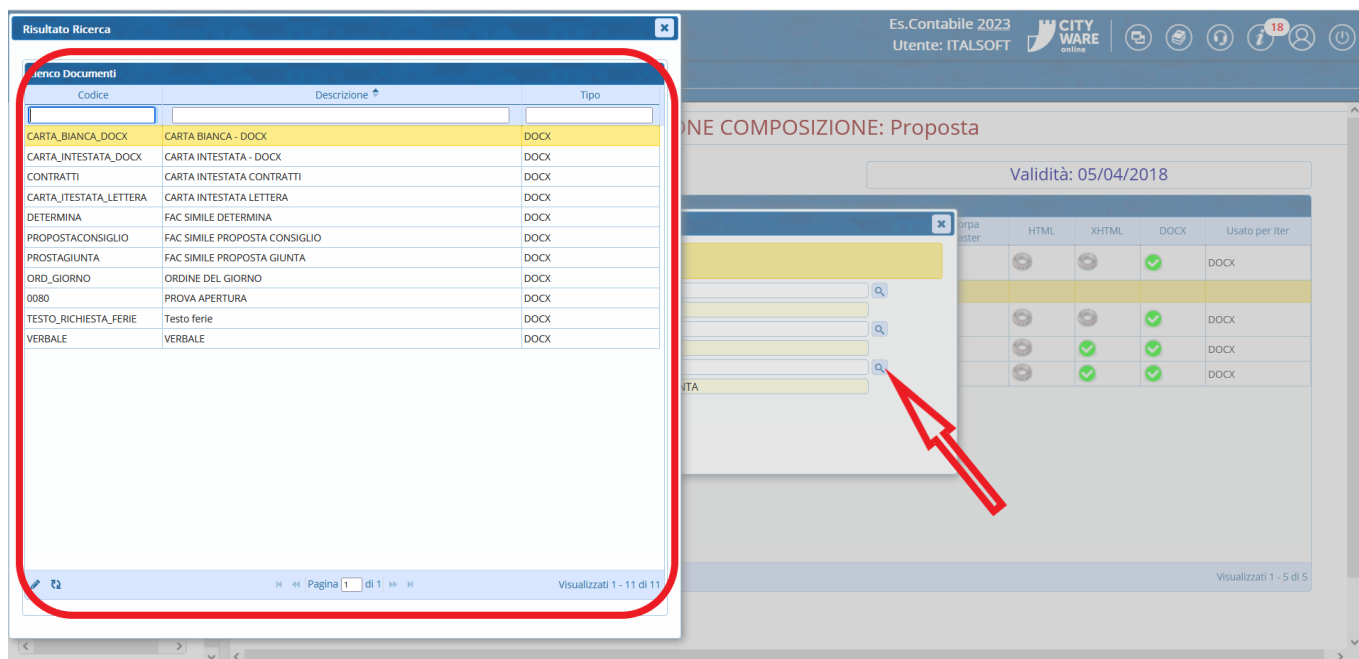 Risultato Ricerca
Es.Contabile 2023
Utente: ITALSOFT
CITY
WARE
online
18
Elenco Documenti
Codice Descrizione Tipo
CARTA_BIANCA_DOCX CARTA BIANCA - DOCX DOCX
CARTA_INTESTATA_DOCX CARTA INTESTATA - DOCX DOCX
CONTRATTI CARTA INTESTATA CONTRATTI DOCX
CARTA_ITESTATA_LETTERA CARTA INTESTATA LETTERA DOCX
DETERMINA FAC SIMILE DETERMINA DOCX
PROPOSTACONSIGLIO FAC SIMILE PROPOSTA CONSIGLIO DOCX
PROSTAGIUNTA FAC SIMILE PROPOSTA GIUNTA DOCX
ORD_GIORNO ORDINE DEL GIORNO DOCX
0080 PROVA APERTURA DOCX
TESTO_RICHIESTA_FERIE Testo ferie DOCX
VERBALE VERBALE DOCX
Pagina 1 di 1 Visualizzati 1 - 11 di 11
NE COMPOSIZIONE: Proposta
Validità: 05/04/2018
HTML XHTML DOCX Usato per Iter
DOCX
DOCX
DOCX
DOCX
NTA
Visualizzati 1 - 5 di 5